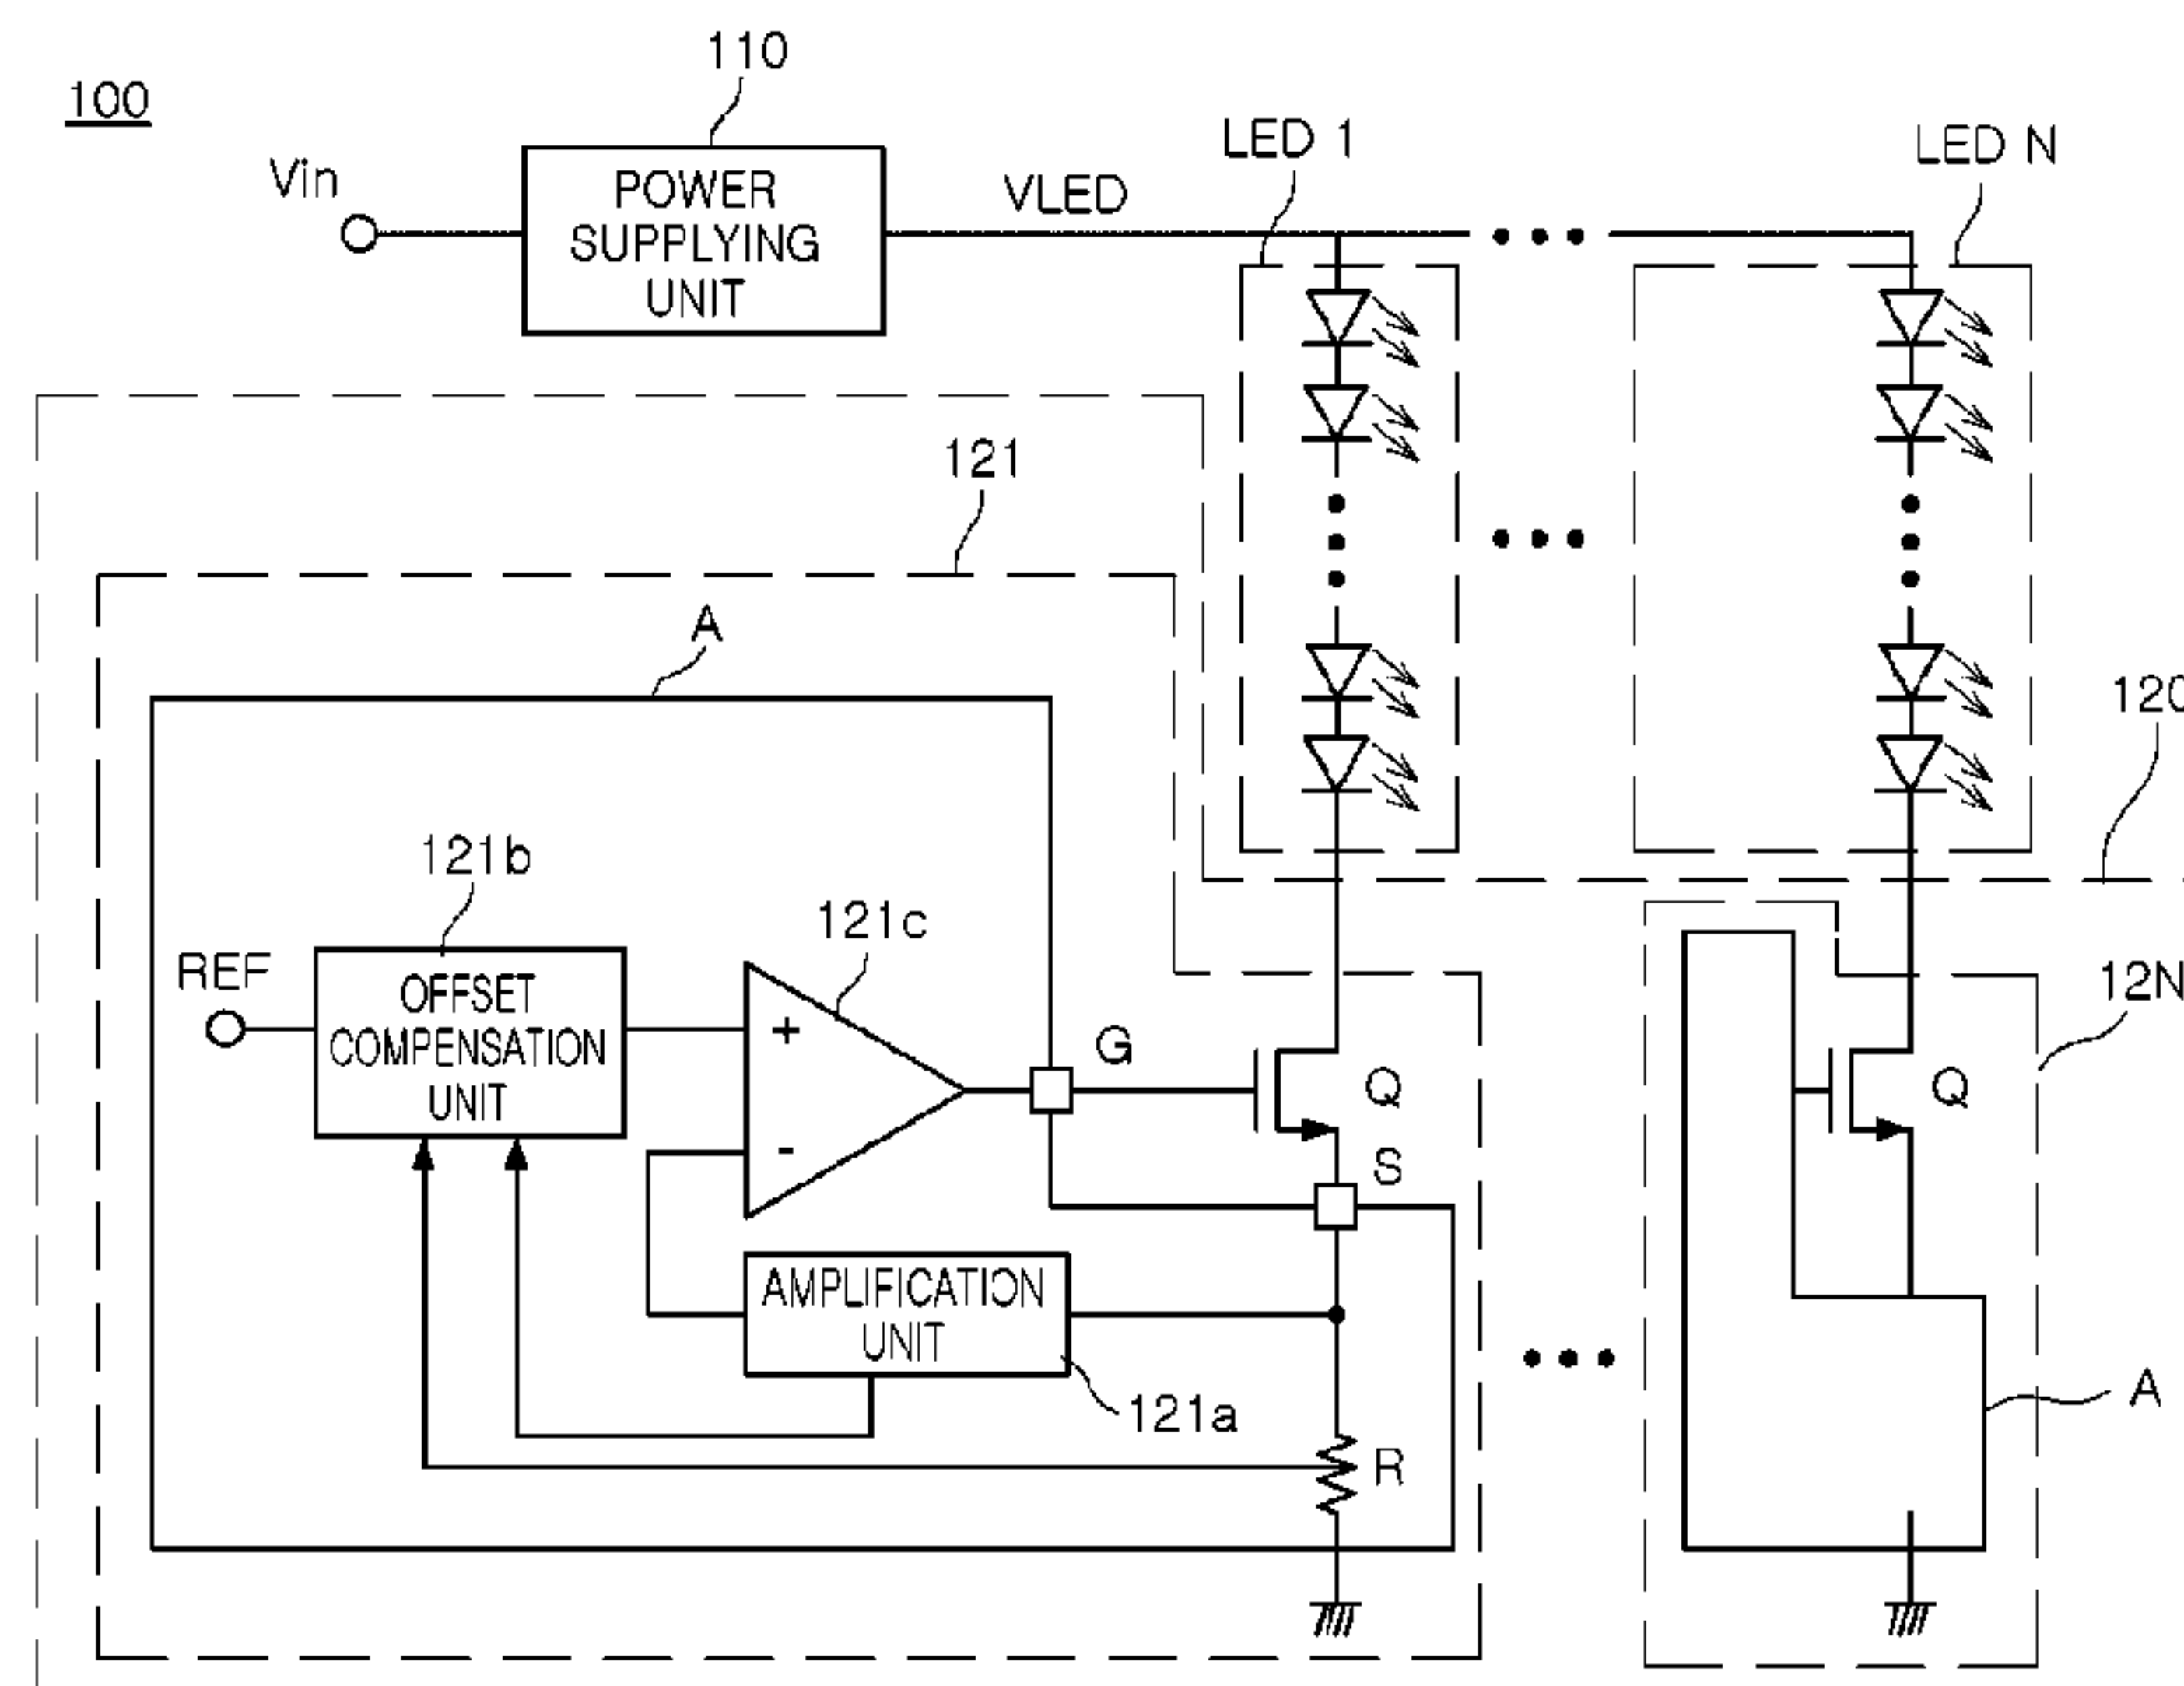 100
110
Vin
POWER
SUPPLYING
UNIT
VLED
LED 1
LED N
121
A
120
121b
REF
OFFSET
COMPENSATION
UNIT
121c
+
-
G
Q
S
12N
Q
AMPLIFICATION
UNIT
121a
R
A